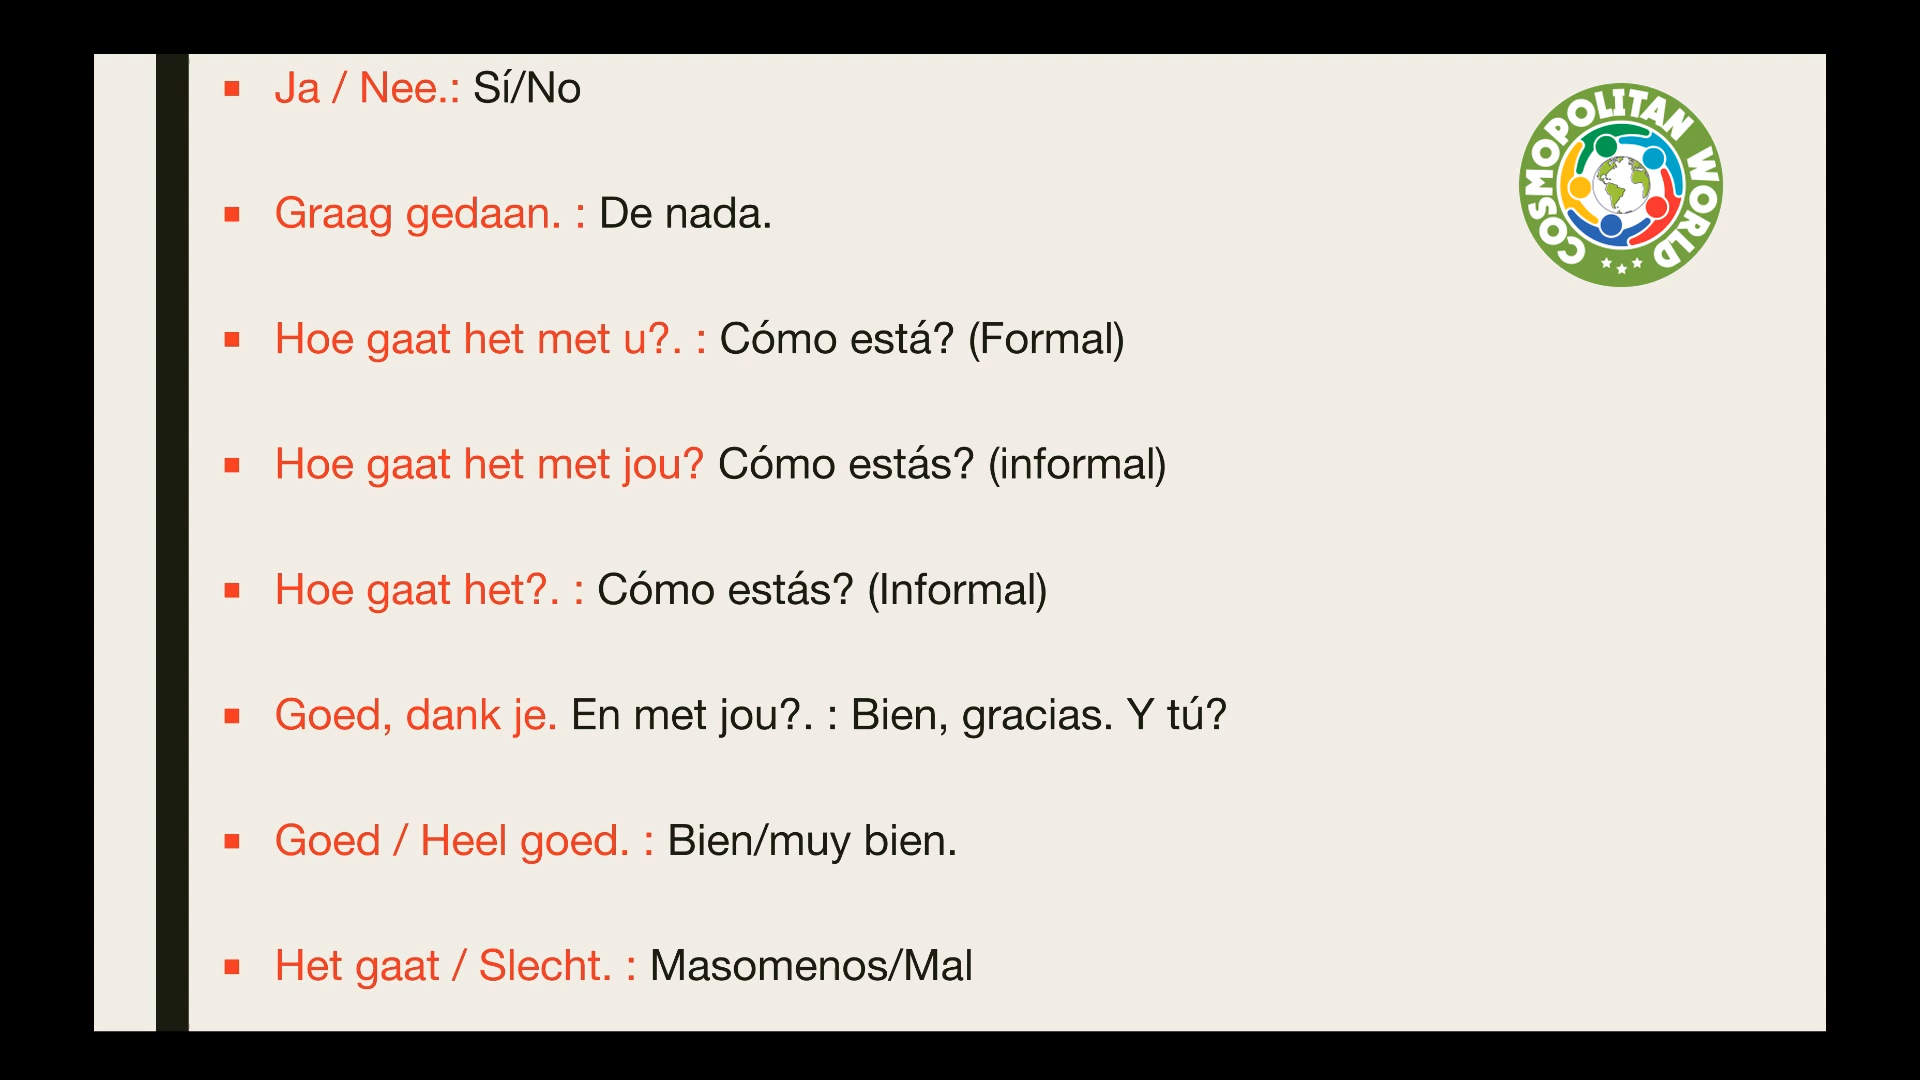 Ja / Nee.: Sí/No
Graag gedaan. : De nada.
Hoe gaat het met u?. : Cómo está? (Formal)
Hoe gaat het met jou? Cómo estás? (informal)
Hoe gaat het?. : Cómo estás? (Informal)
Goed, dank je. En met jou?. : Bien, gracias. Y tú?
Goed / Heel goed. : Bien/muy bien.
Het gaat / Slecht. : Masomenos/Mal
COSMOPOLITAN WORLD